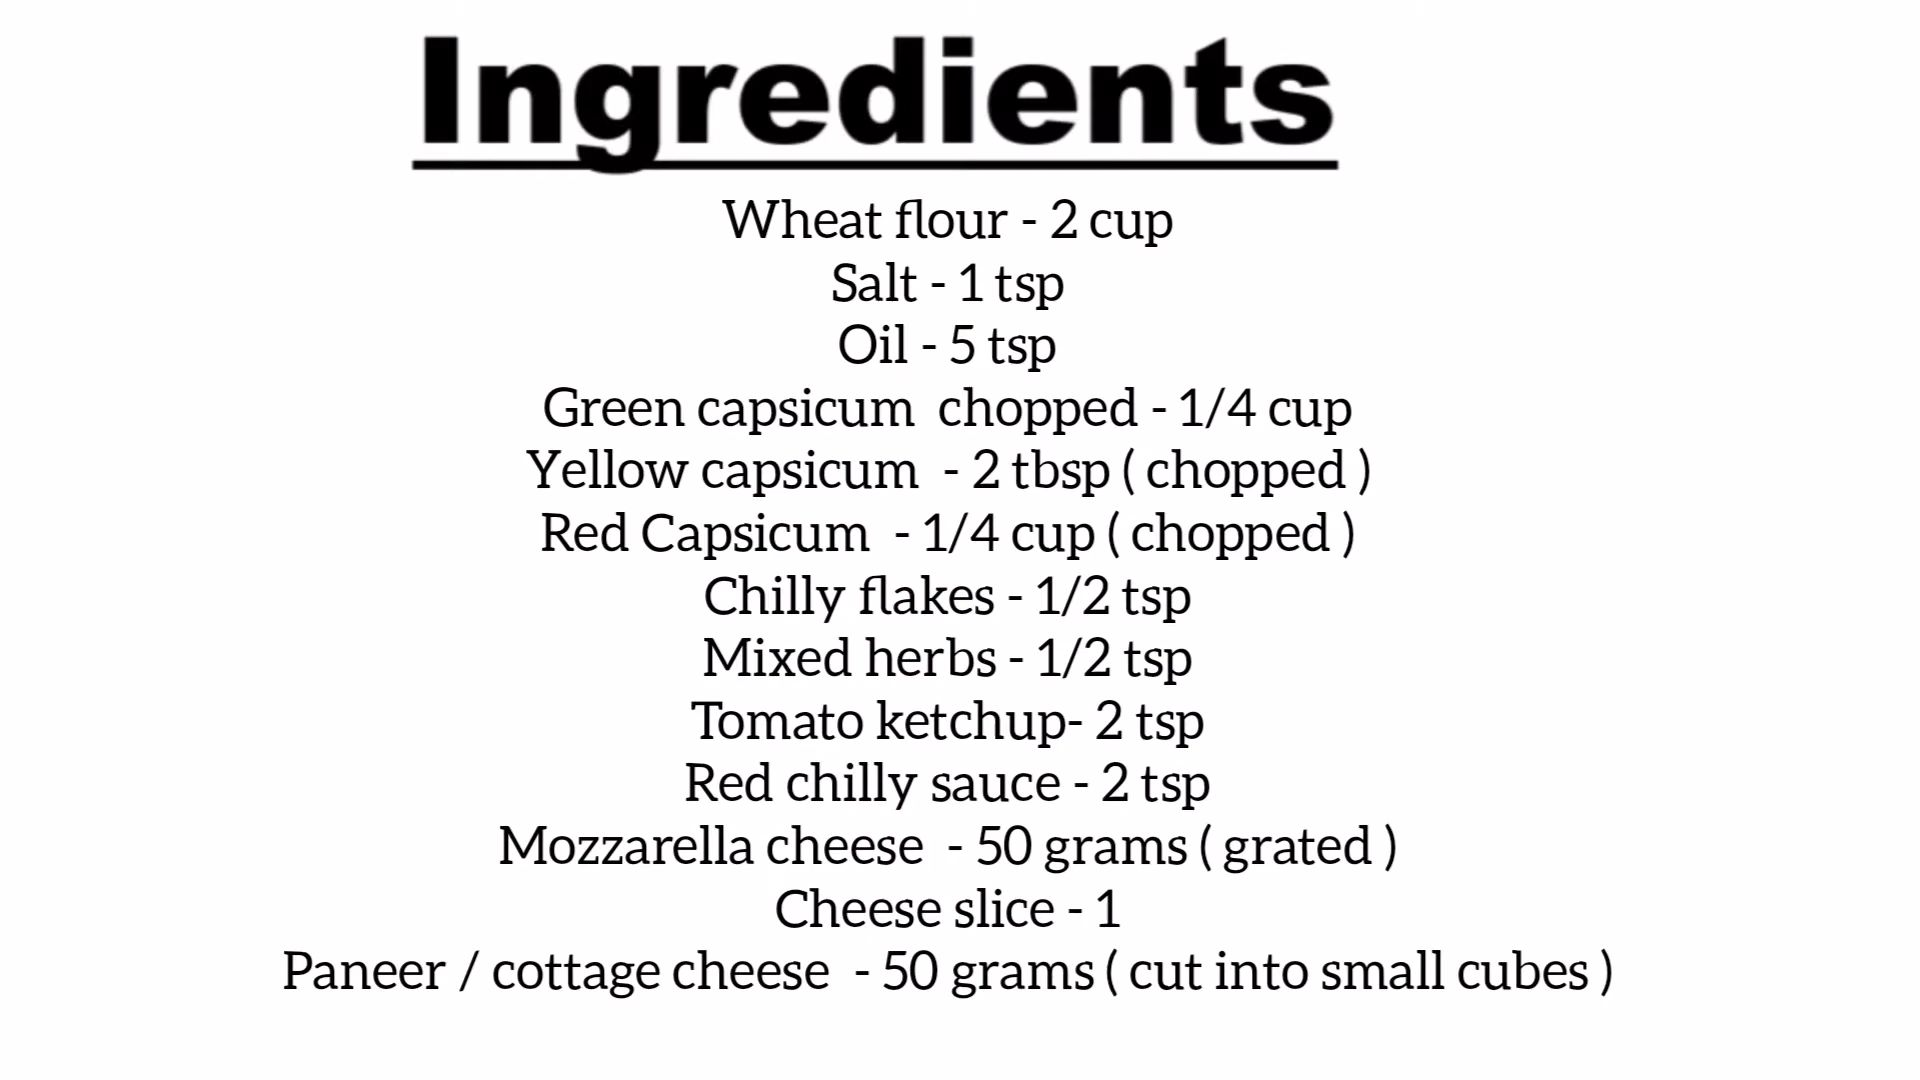 Ingredients
Wheat flour - 2 cup
Salt - 1 tsp
Oil - 5 tsp
Green capsicum  chopped - 1/4 cup
Yellow capsicum  - 2 tbsp ( chopped )
Red Capsicum  - 1/4 cup ( chopped )
Chilly flakes - 1/2 tsp
Mixed herbs - 1/2 tsp
Tomato ketchup- 2 tsp
Red chilly sauce - 2 tsp
Mozzarella cheese  - 50 grams ( grated )
Cheese slice - 1
Paneer / cottage cheese  - 50 grams ( cut into small cubes )